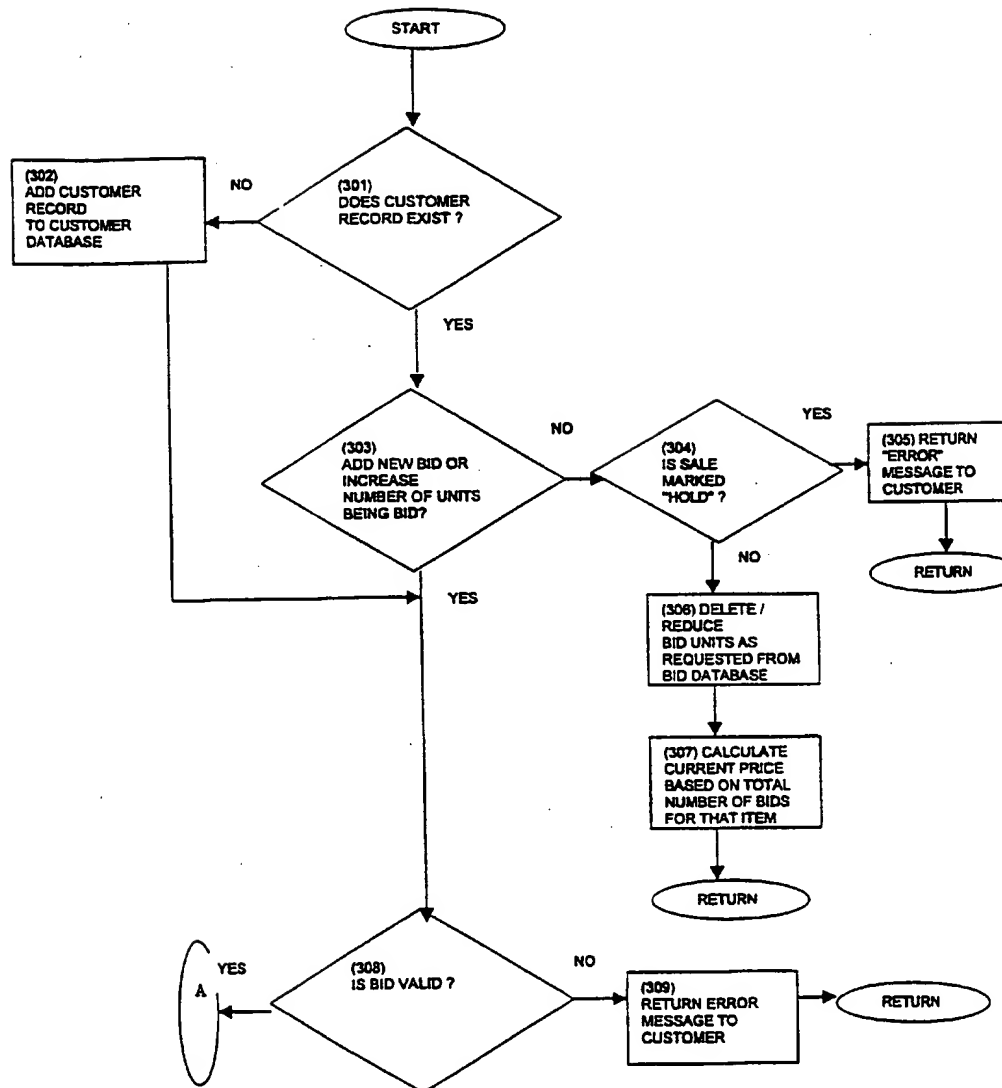 START
(302)
ADD CUSTOMER
RECORD
TO CUSTOMER
DATABASE
NO
(301)
DOES CUSTOMER
RECORD EXIST ?
YES
(303)
ADD NEW BID OR
INCREASE
NUMBER OF UNITS
BEING BID?
NO
(304)
IS SALE
MARKED
"HOLD" ?
YES
(305) RETURN
"ERROR"
MESSAGE TO
CUSTOMER
RETURN
NO
YES
(306) DELETE /
REDUCE
BID UNITS AS
REQUESTED FROM
BID DATABASE
(307) CALCULATE
CURRENT PRICE
BASED ON TOTAL
NUMBER OF BIDS
FOR THAT ITEM
RETURN
A
YES
(308)
IS BID VALID ?
NO
(309)
RETURN ERROR
MESSAGE TO
CUSTOMER
RETURN